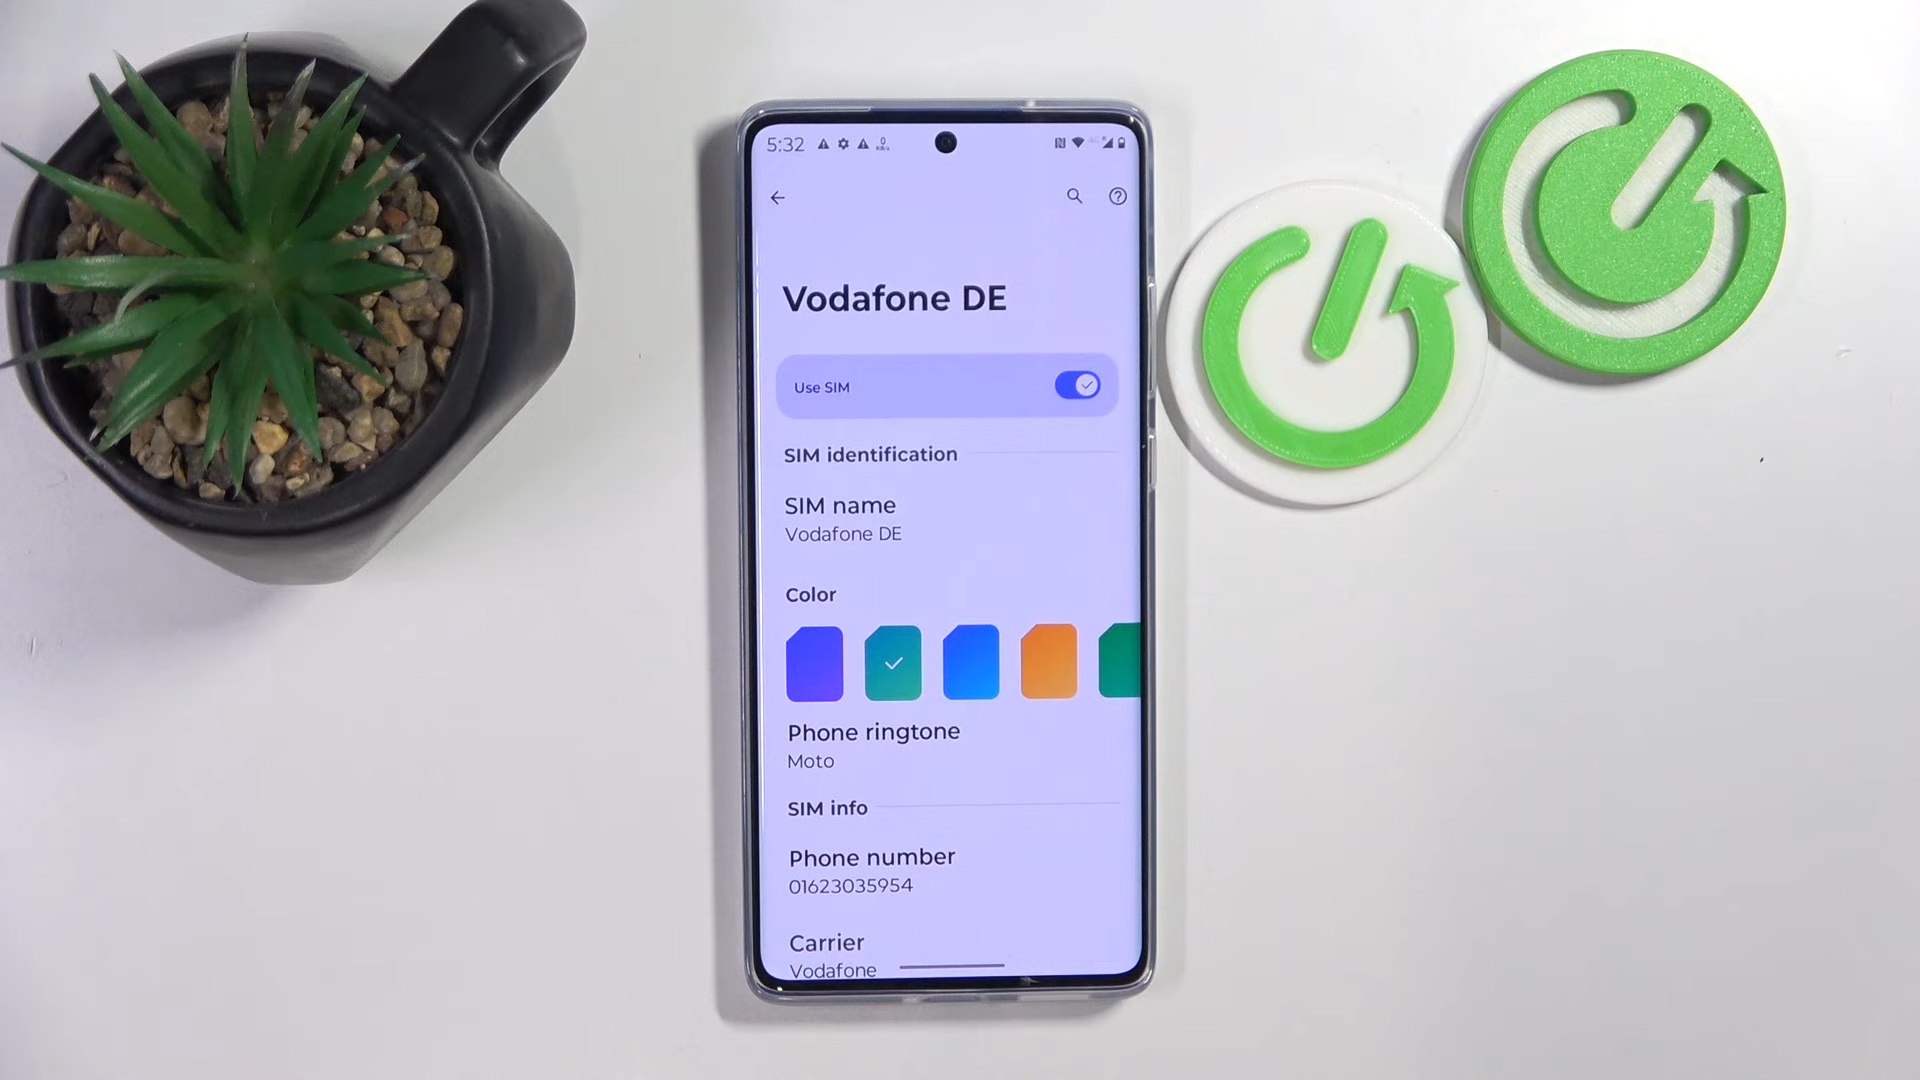 5:32
Vodafone DE
Use SIM
SIM identification
SIM name
Vodafone DE
Color
Phone ringtone
Moto
SIM info
Phone number
01623035954
Carrier
Vodafone